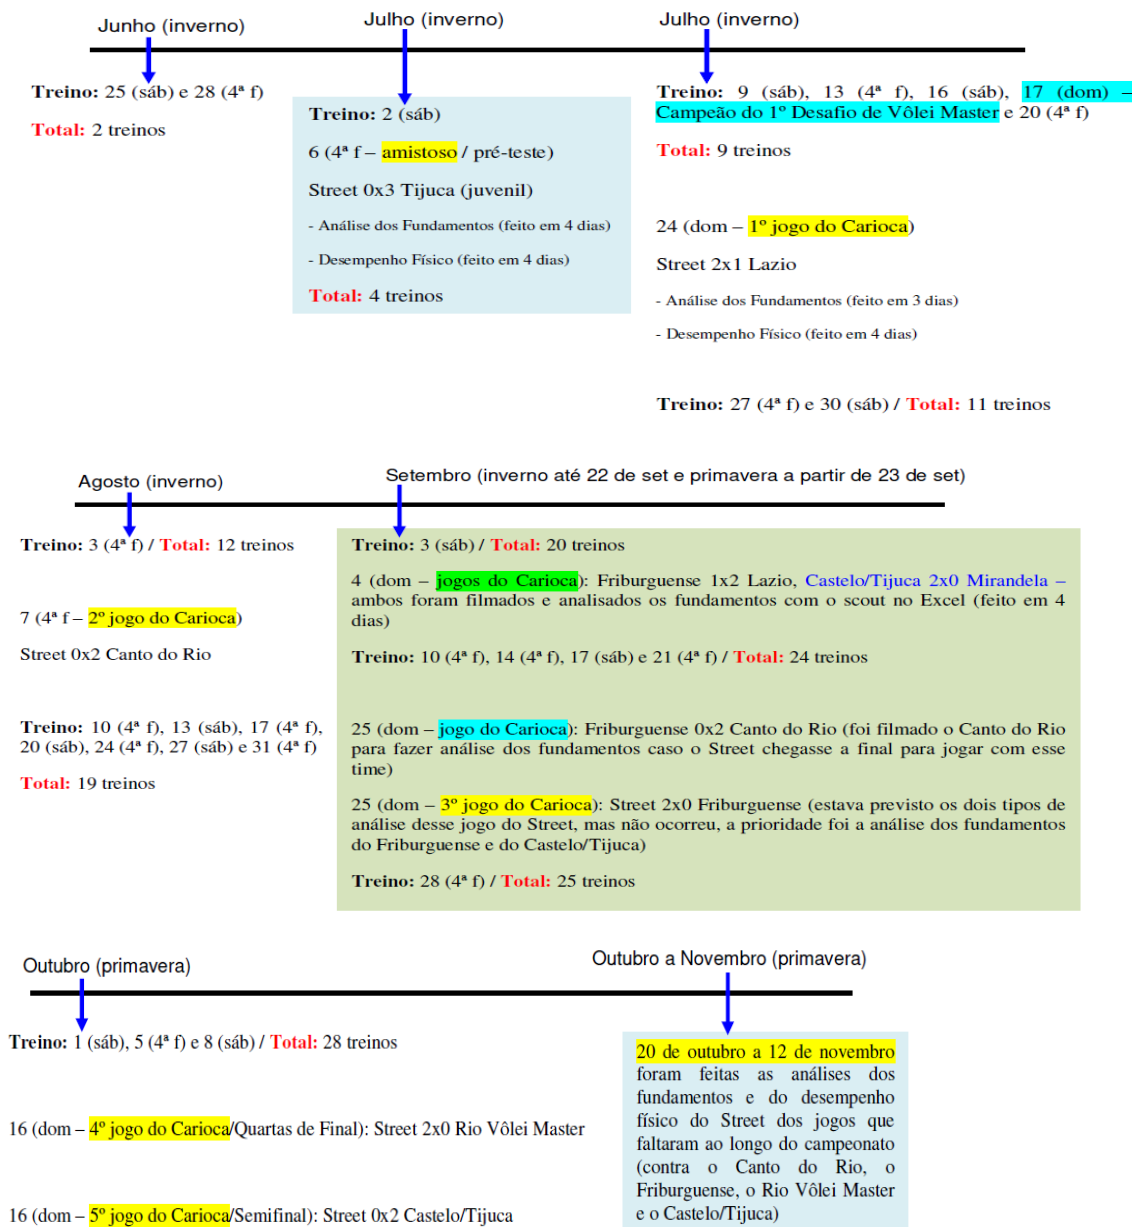 Junho (inverno)
Julho (inverno)
Julho (inverno)
Treino: 25 (sáb) e 28 (4ª f)
Total: 2 treinos
Treino: 2 (sáb)
6 (4ª f – amistoso / pré-teste)
Street 0x3 Tijuca (juvenil)
- Análise dos Fundamentos (feito em 4 dias)
- Desempenho Físico (feito em 4 dias)
Total: 4 treinos
Treino: 9 (sáb), 13 (4ª f), 16 (sáb), 17 (dom) –
Campeão do 1º Desafio de Vôlei Master e 20 (4ª f)
Total: 9 treinos
24 (dom – 1º jogo do Carioca)
Street 2x1 Lazio
- Análise dos Fundamentos (feito em 3 dias)
- Desempenho Físico (feito em 4 dias)
Treino: 27 (4ª f) e 30 (sáb) / Total: 11 treinos
Agosto (inverno)
Setembro (inverno até 22 de set e primavera a partir de 23 de set)
Treino: 3 (4ª f) / Total: 12 treinos
7 (4ª f – 2º jogo do Carioca)
Street 0x2 Canto do Rio
Treino: 10 (4ª f), 13 (sáb), 17 (4ª f),
20 (sáb), 24 (4ª f), 27 (sáb) e 31 (4ª f)
Total: 19 treinos
Treino: 3 (sáb) / Total: 20 treinos
4 (dom – jogos do Carioca): Friburguense 1x2 Lazio, Castelo/Tijuca 2x0 Mirandela –
ambos foram filmados e analisados os fundamentos com o scout no Excel (feito em 4
dias)
Treino: 10 (4ª f), 14 (4ª f), 17 (sáb) e 21 (4ª f) / Total: 24 treinos
25 (dom – jogo do Carioca): Friburguense 0x2 Canto do Rio (foi filmado o Canto do Rio
para fazer análise dos fundamentos caso o Street chegasse a final para jogar com esse
time)
25 (dom – 3º jogo do Carioca): Street 2x0 Friburguense (estava previsto os dois tipos de
análise desse jogo do Street, mas não ocorreu, a prioridade foi a análise dos fundamentos
do Friburguense e do Castelo/Tijuca)
Treino: 28 (4ª f) / Total: 25 treinos
Outubro (primavera)
Outubro a Novembro (primavera)
Treino: 1 (sáb), 5 (4ª f) e 8 (sáb) / Total: 28 treinos
16 (dom – 4º jogo do Carioca/Quartas de Final): Street 2x0 Rio Vôlei Master
16 (dom – 5º jogo do Carioca/Semifinal): Street 0x2 Castelo/Tijuca
20 de outubro a 12 de novembro
foram feitas as análises dos
fundamentos e do desempenho
físico do Street dos jogos que
faltaram ao longo do campeonato
(contra o Canto do Rio, o
Friburguense, o Rio Vôlei Master
e o Castelo/Tijuca)